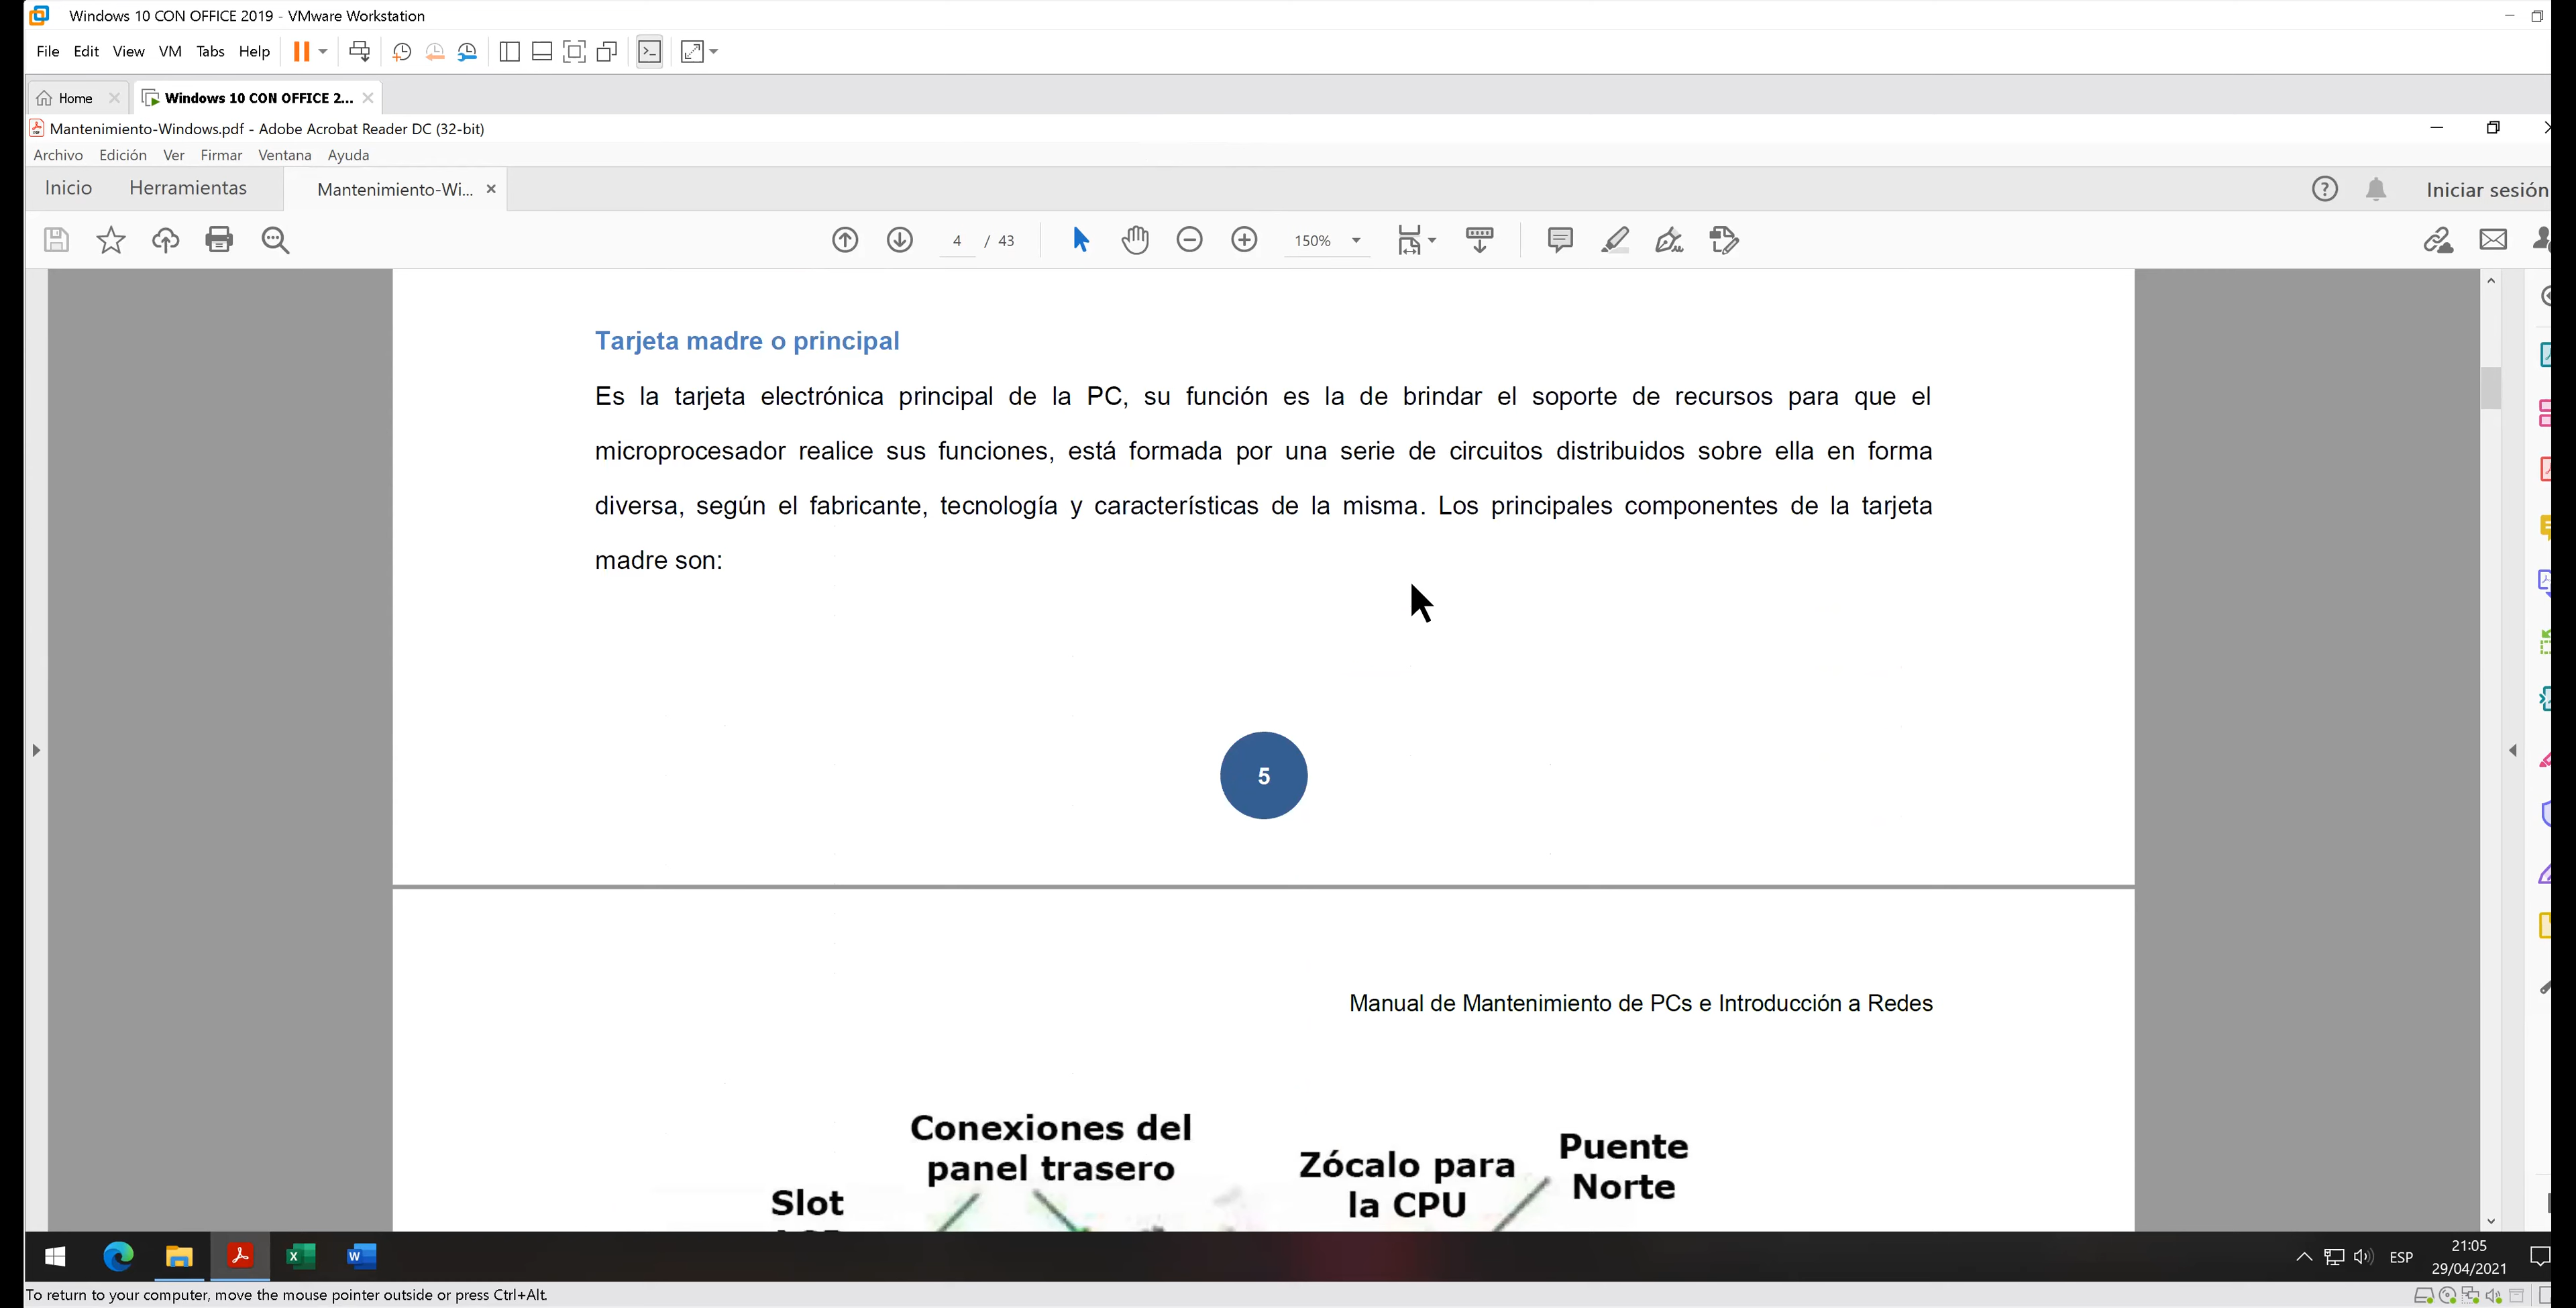 Windows 10 CON OFFICE 2019 - VMware Workstation
File Edit View VM Tabs Help
Home Windows 10 CON OFFICE 2...
Mantenimiento-Windows.pdf - Adobe Acrobat Reader DC (32-bit)
Archivo Edición Ver Firmar Ventana Ayuda
Inicio Herramientas Mantenimiento-Wi... Iniciar sesión
4 / 43 150%
Tarjeta madre o principal
Es la tarjeta electrónica principal de la PC, su función es la de brindar el soporte de recursos para que el
microprocesador realice sus funciones, está formada por una serie de circuitos distribuidos sobre ella en forma
diversa, según el fabricante, tecnología y características de la misma. Los principales componentes de la tarjeta
madre son:
5
Manual de Mantenimiento de PCs e Introducción a Redes
Conexiones del
panel trasero
Puente
Norte
Zócalo para
la CPU
Slot
ESP
21:05
29/04/2021
To return to your computer, move the mouse pointer outside or press Ctrl+Alt.